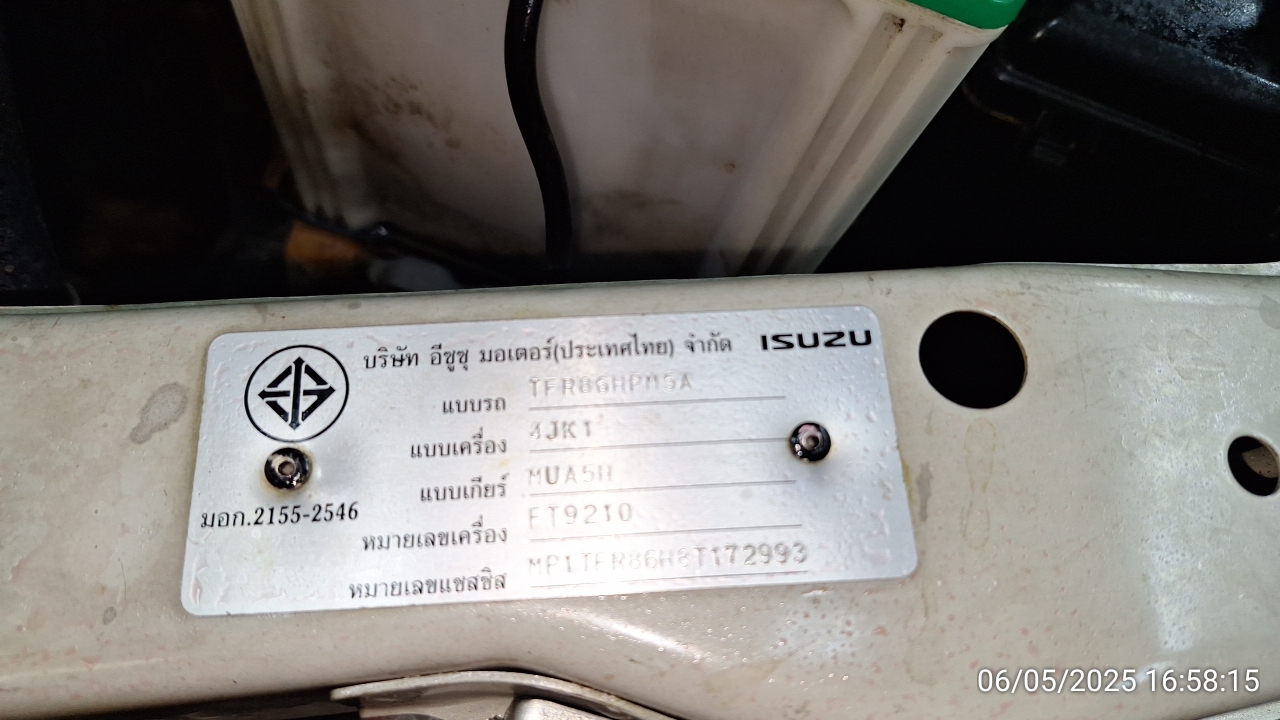 บริษัท อีซูซุ มอเตอร์(ประเทศไทย) จำกัด ISUZU
แบบรถ TFR86HPM5A
แบบเครื่อง 4JK1
แบบเกียร์ MUA5H
มอก.2155-2546
หมายเลขเครื่อง FT9210
หมายเลขแชสซิส MP1TFR86H8T172993
06/05/2025 16:58:15